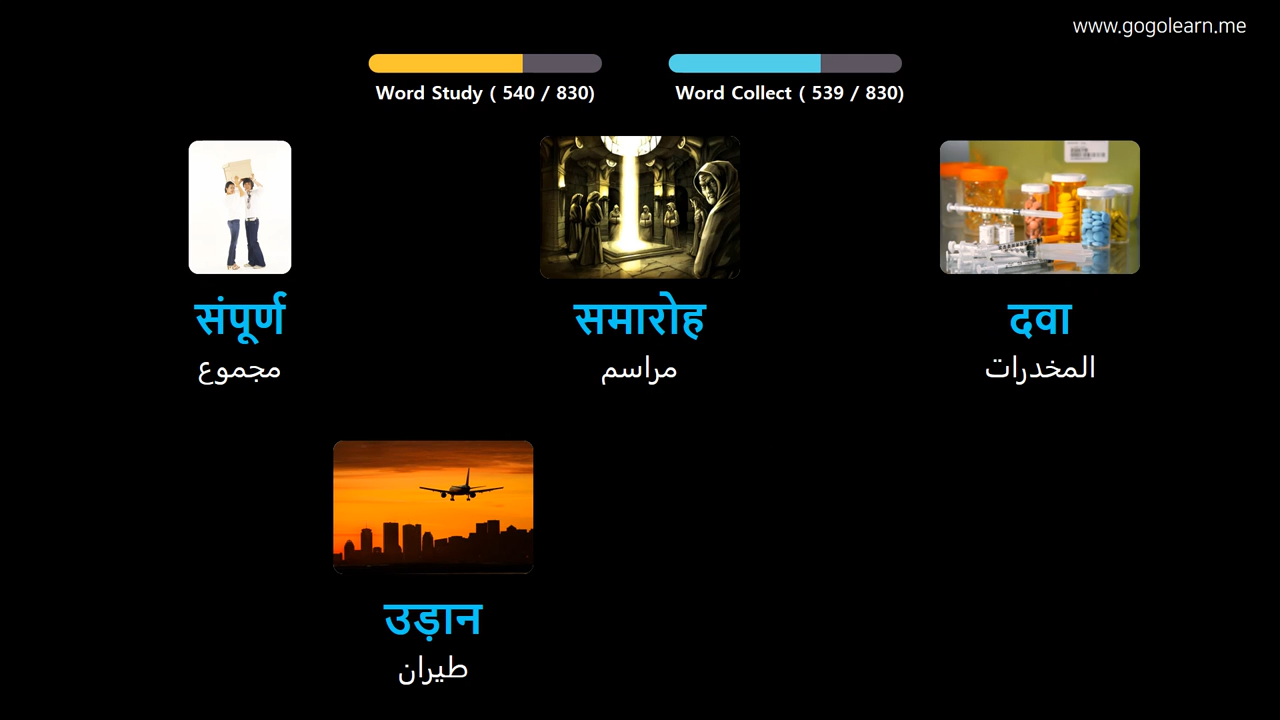 www.gogolearn.me
Word Study ( 540 / 830)
Word Collect ( 539 / 830)
संपूर्ण
مجموع
समारोह
مراسم
दवा
المخدرات
उड़ान
طيران